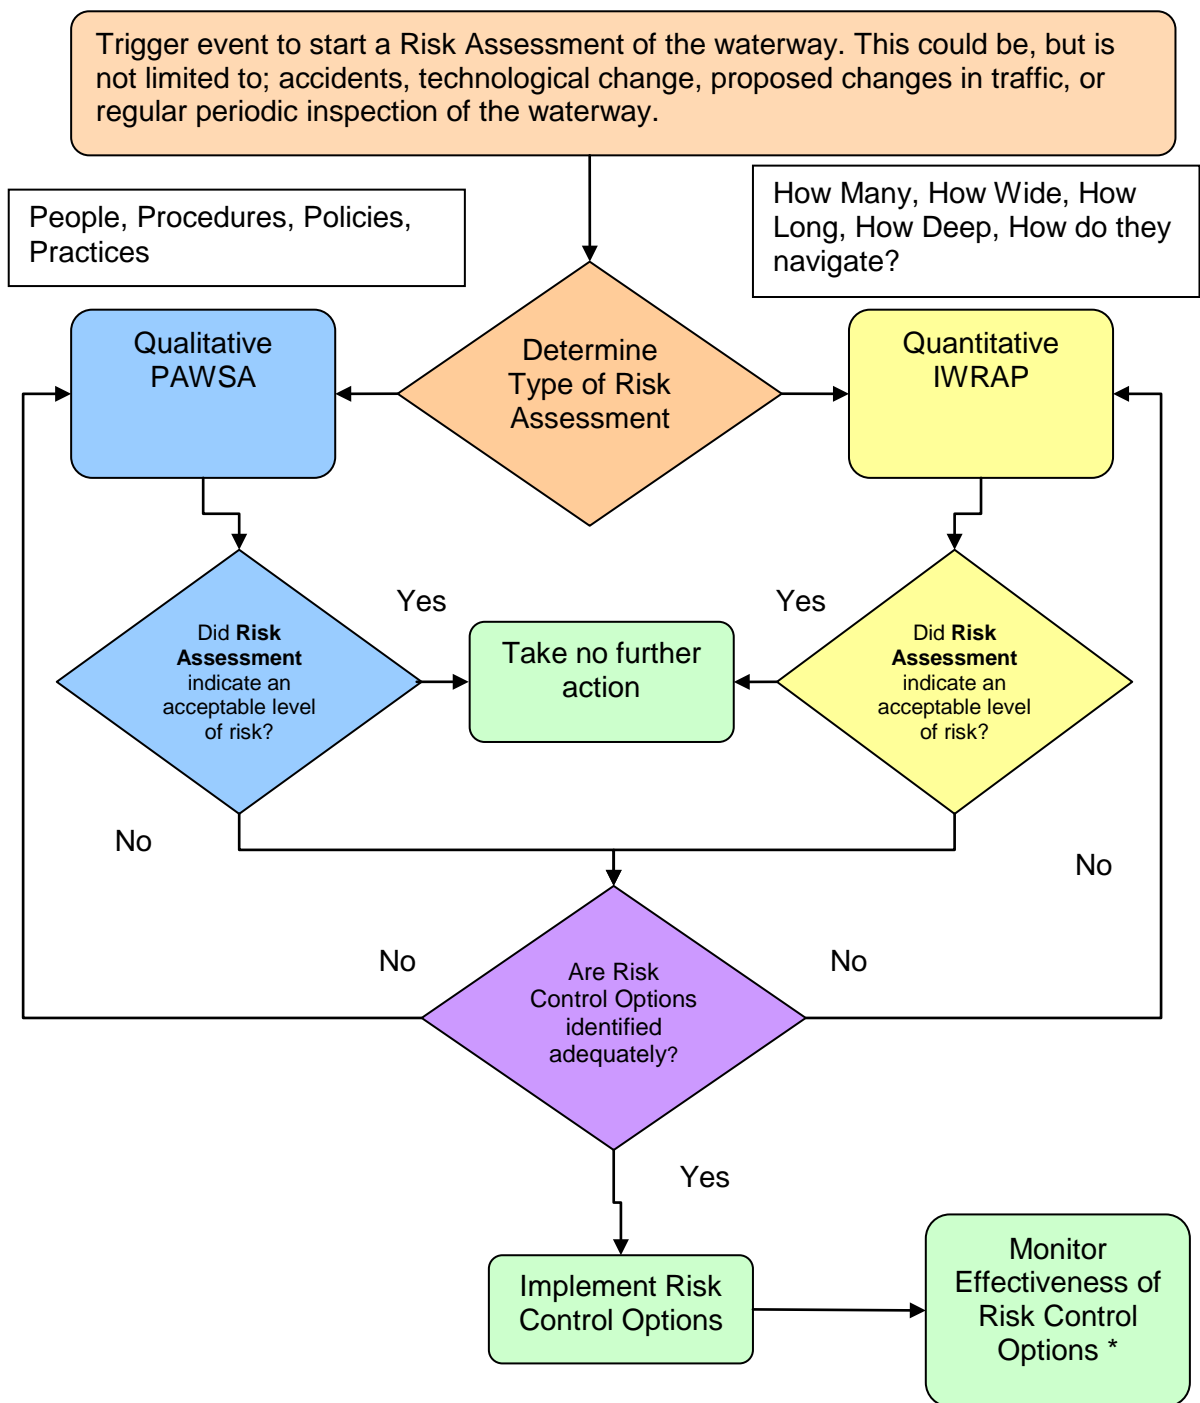 Trigger event to start a Risk Assessment of the waterway. This could be, but is
not limited to; accidents, technological change, proposed changes in traffic, or
regular periodic inspection of the waterway.
People, Procedures, Policies,
Practices
How Many, How Wide, How
Long, How Deep, How do they
navigate?
Qualitative
PAWSA
Determine
Type of Risk
Assessment
Quantitative
IWRAP
Did Risk
Assessment
indicate an
acceptable level
of risk?
Yes
Take no further
action
Yes
Did Risk
Assessment
indicate an
acceptable level
of risk?
No
No
No
Are Risk
Control Options
identified
adequately?
No
Yes
Implement Risk
Control Options
Monitor
Effectiveness of
Risk Control
Options *